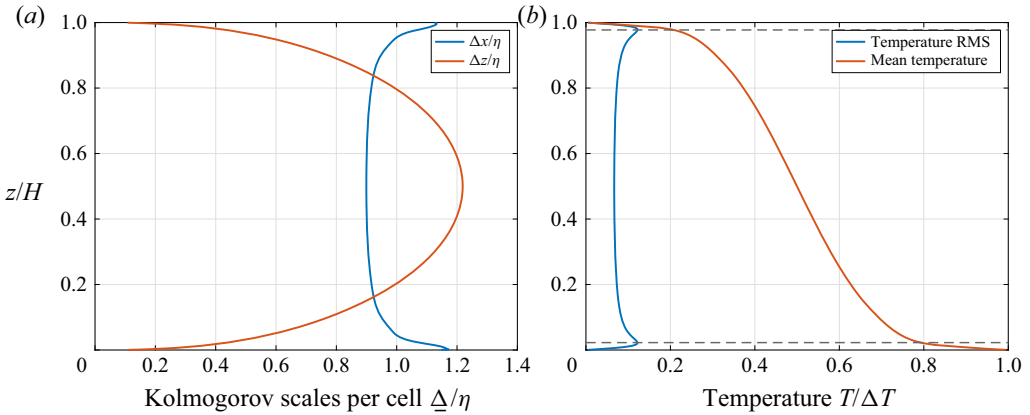 (a)
(b)
1.0
0.8
0.6
0.4
0.2
0
z/H
Δx/η
Δz/η
0
0.2
0.4
0.6
0.8
1.0
1.2
1.4
Kolmogorov scales per cell Δ/η
1.0
0.8
0.6
0.4
0.2
Temperature RMS
Mean temperature
0
0.2
0.4
0.6
0.8
1.0
Temperature T/ΔT